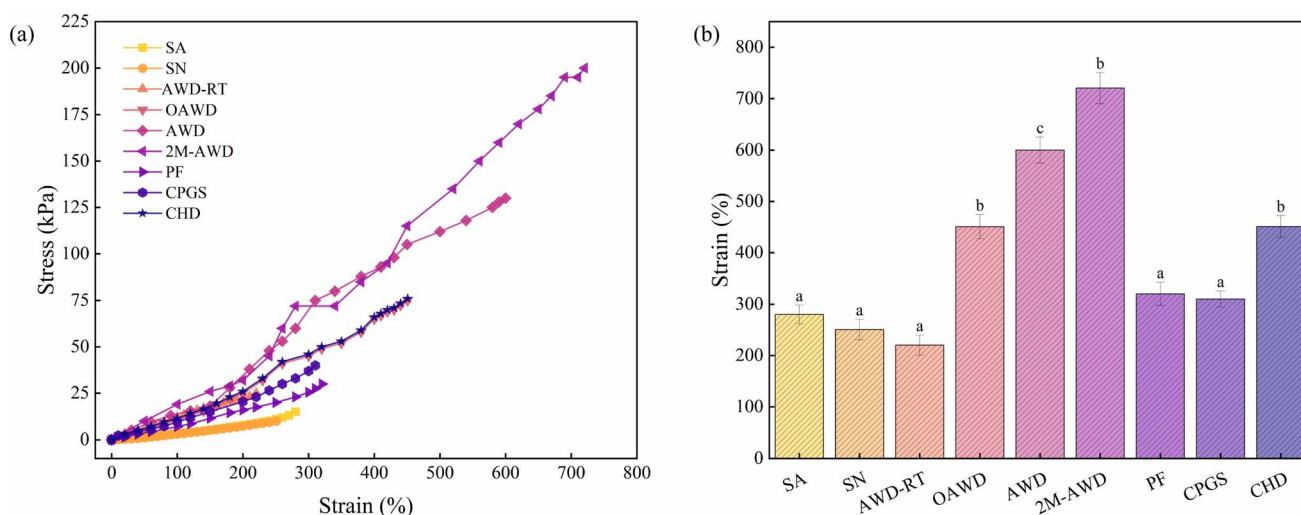 (a)
225
200
175
150
125
100
75
50
25
0
Stress (kPa)
SA
SN
AWD-RT
OAWD
AWD
2M-AWD
PF
CPGS
CHD
0 100 200 300 400 500 600 700 800
Strain (%)
(b)
800
700
600
500
400
300
200
100
0
Strain (%)
a
a
a
b
c
b
a
a
b
SA
SN
AWD-RT
OAWD
AWD
2M-AWD
PF
CPGS
CHD